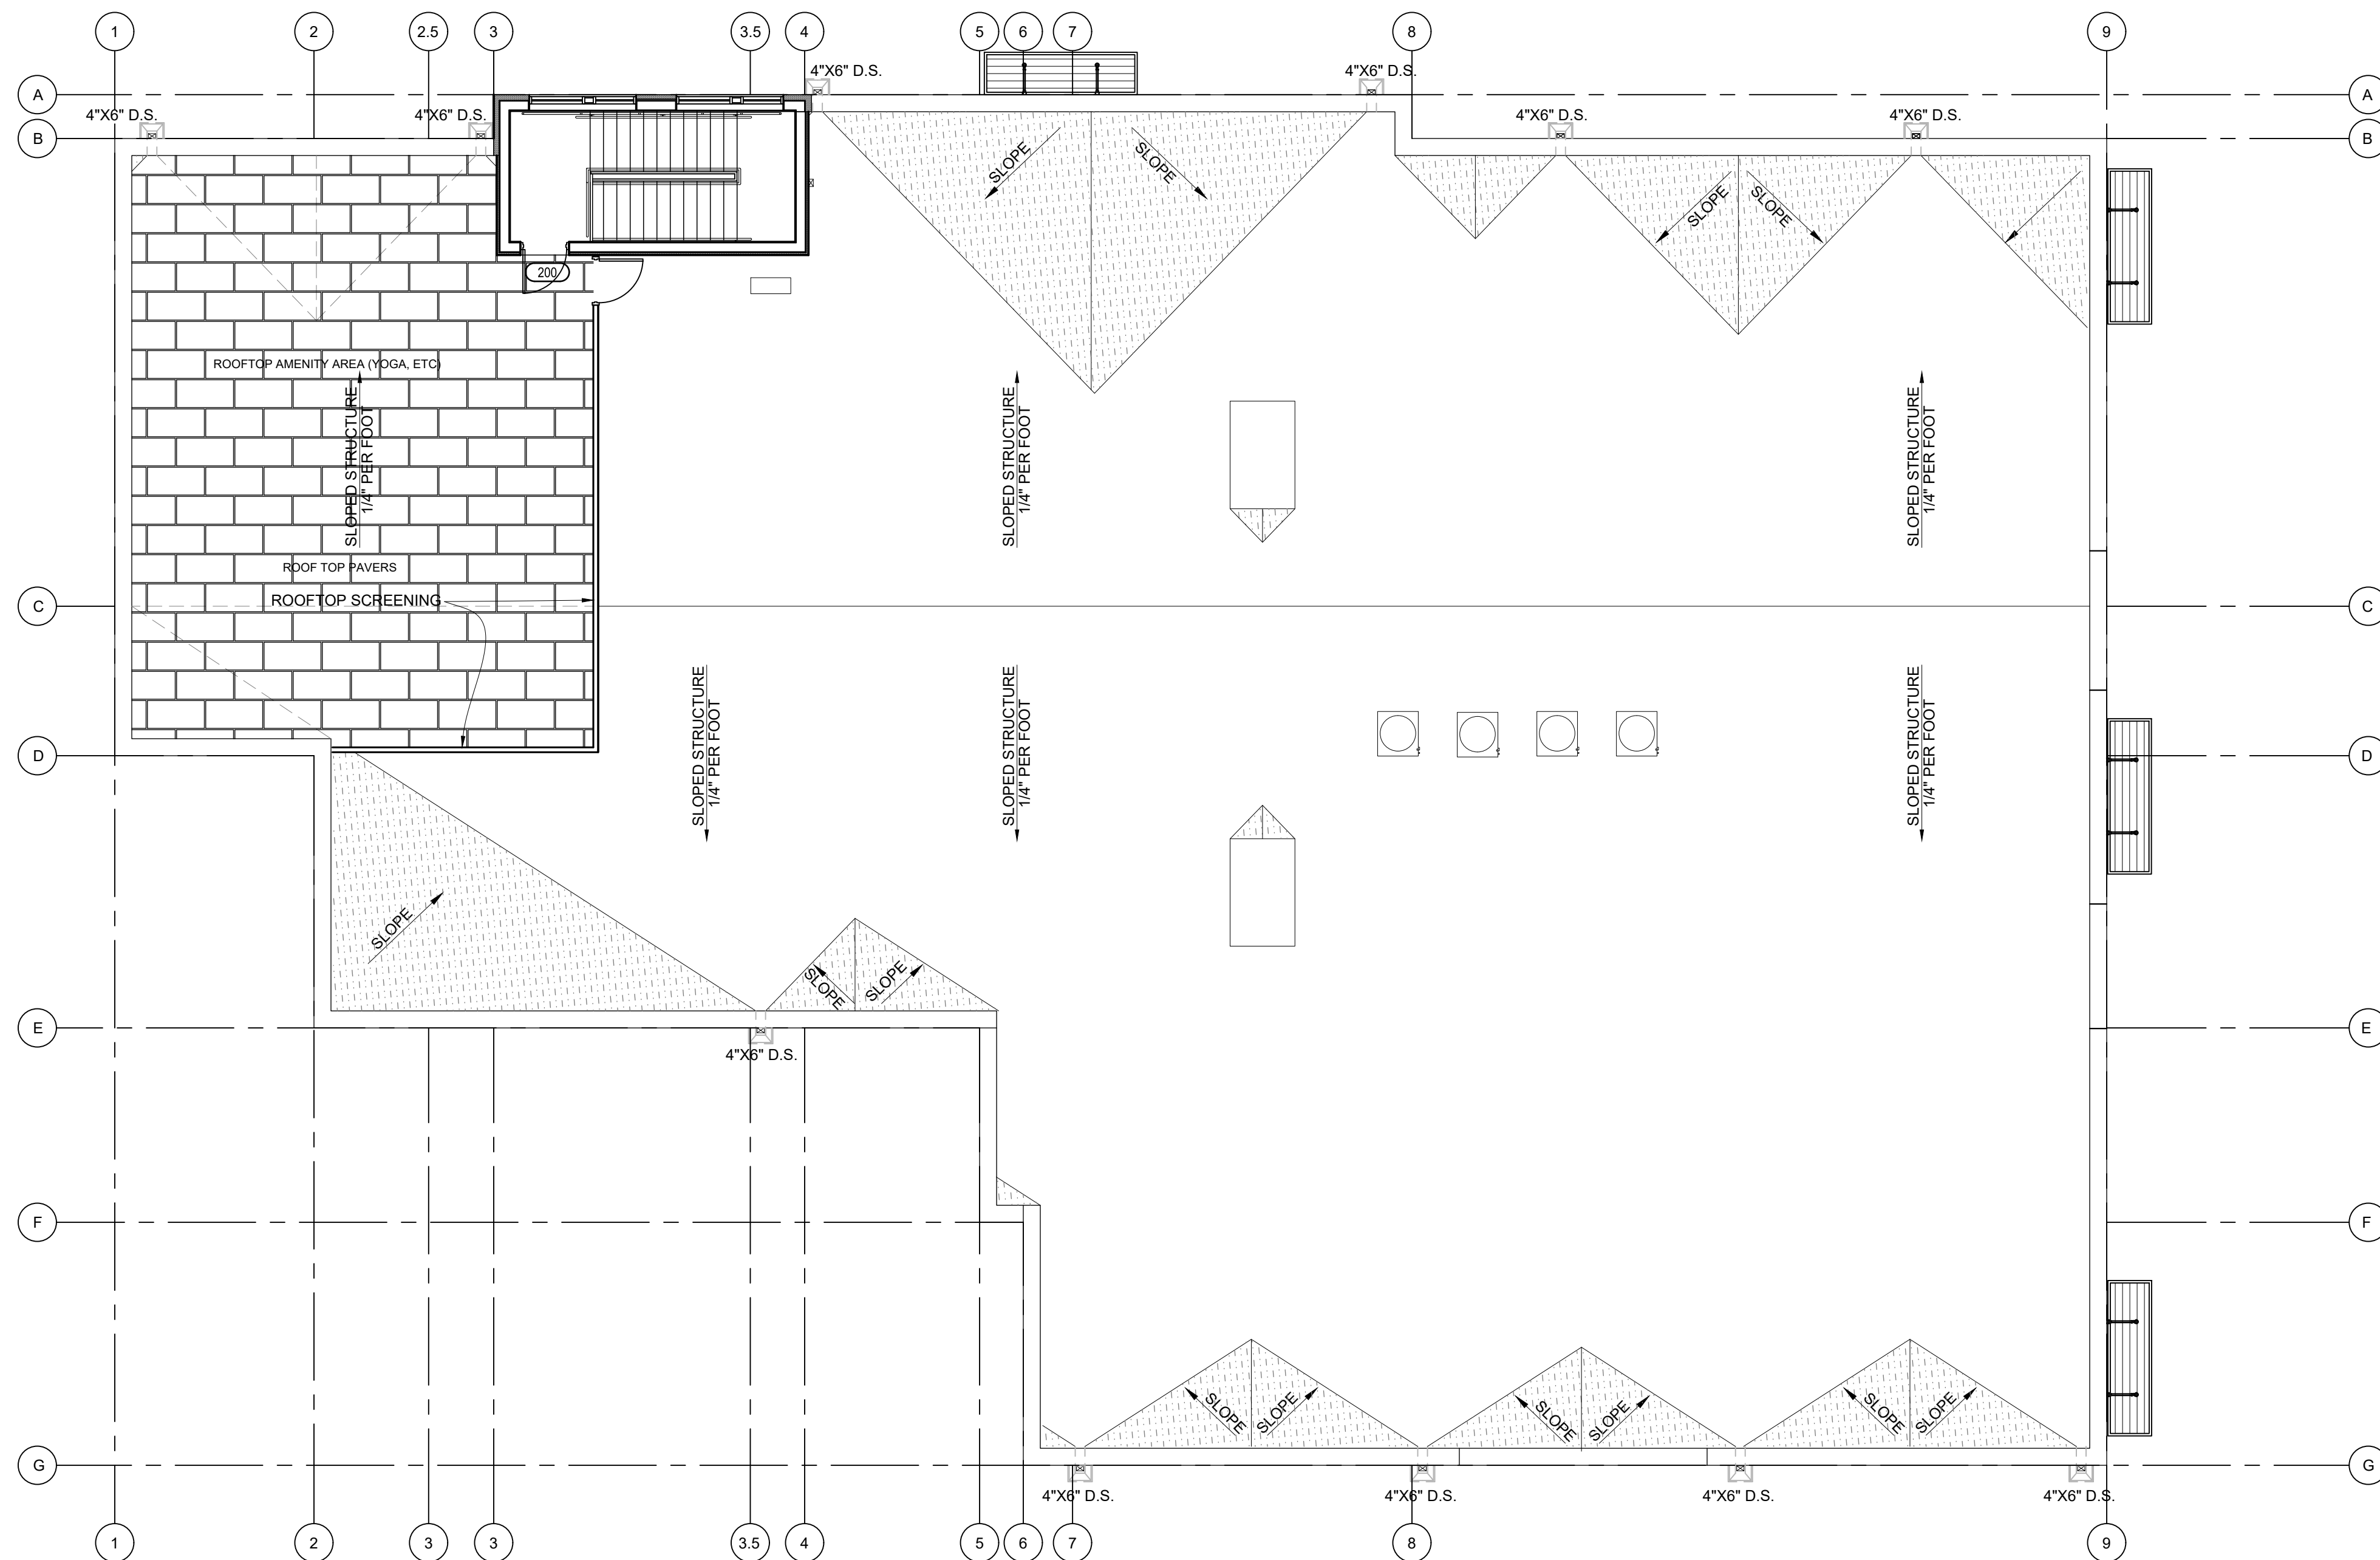 1
2
2.5
3
3.5
4
5
6
7
8
9
4"X6" D.S.
4"X6" D.S.
A
A
4"X6" D.S.
4"X6" D.S.
4"X6" D.S.
4"X6" D.S.
B
B
SLOPE
SLOPE
SLOPE
SLOPE
200
ROOFTOP AMENITY AREA (YOGA, ETC)
SLOPED STRUCTURE
1/4" PER FOOT
SLOPED STRUCTURE
1/4" PER FOOT
SLOPED STRUCTURE
1/4" PER FOOT
ROOF TOP PAVERS
ROOFTOP SCREENING
C
C
SLOPED STRUCTURE
1/4" PER FOOT
SLOPED STRUCTURE
1/4" PER FOOT
SLOPED STRUCTURE
1/4" PER FOOT
D
D
SLOPE
SLOPE
SLOPE
E
E
4"X6" D.S.
F
F
SLOPE
SLOPE
SLOPE
SLOPE
SLOPE
SLOPE
G
G
4"X6" D.S.
4"X6" D.S.
4"X6" D.S.
4"X6" D.S.
1
2
3
3
3.5
4
5
6
7
8
9